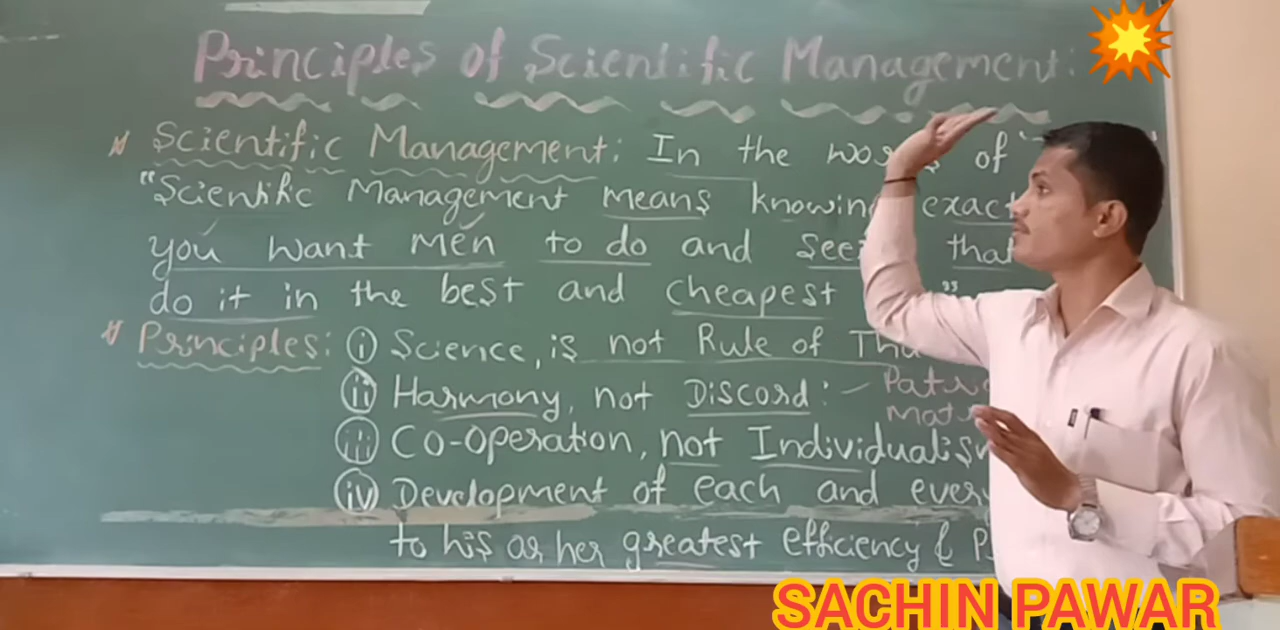 Principles of Scientific Management:
Scientific Management: In the of
"Scientific Management means knowing
you want men to do and
do it in the best and cheapest "
Principles: (i) Science, is not Rule of
(ii) Harmony, not Discord: -
(iii) Co-operation, not
(iv) Development of each and
to his or her greatest efficiency &
SACHIN PAWAR